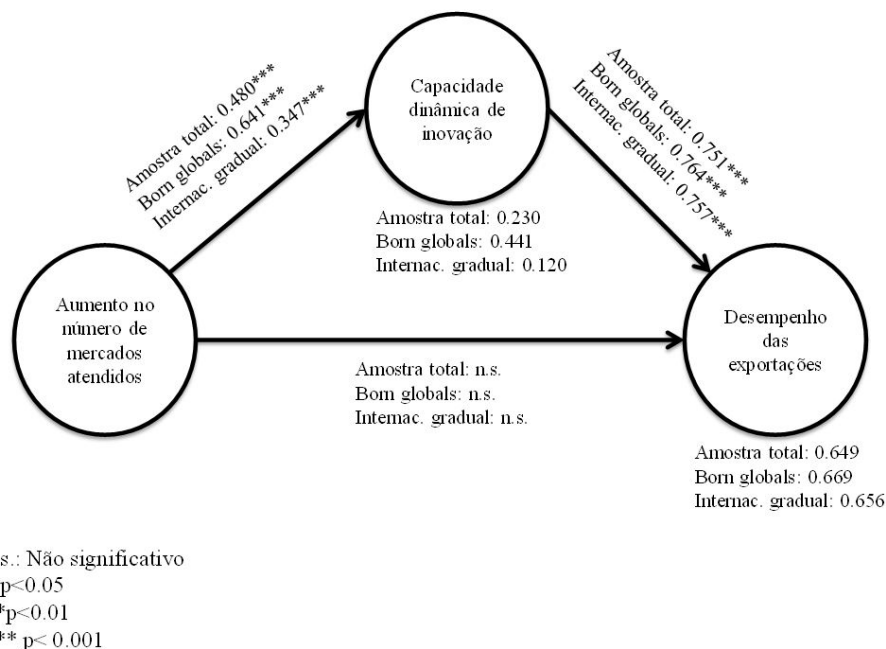 Amostra total: 0.480***
Born globals: 0.641***
Internac. gradual: 0.347***
Capacidade
dinâmica de
inovação
Amostra total: 0.751***
Born globals: 0.764***
Internac. gradual: 0.757***
Amostra total: 0.230
Born globals: 0.441
Internac. gradual: 0.120
Aumento no
número de
mercados
atendidos
Desempenho
das
exportações
Amostra total: n.s.
Born globals: n.s.
Internac. gradual: n.s.
Amostra total: 0.649
Born globals: 0.669
Internac. gradual: 0.656
s.: Não significativo
p<0.05
*p<0.01
** p< 0.001